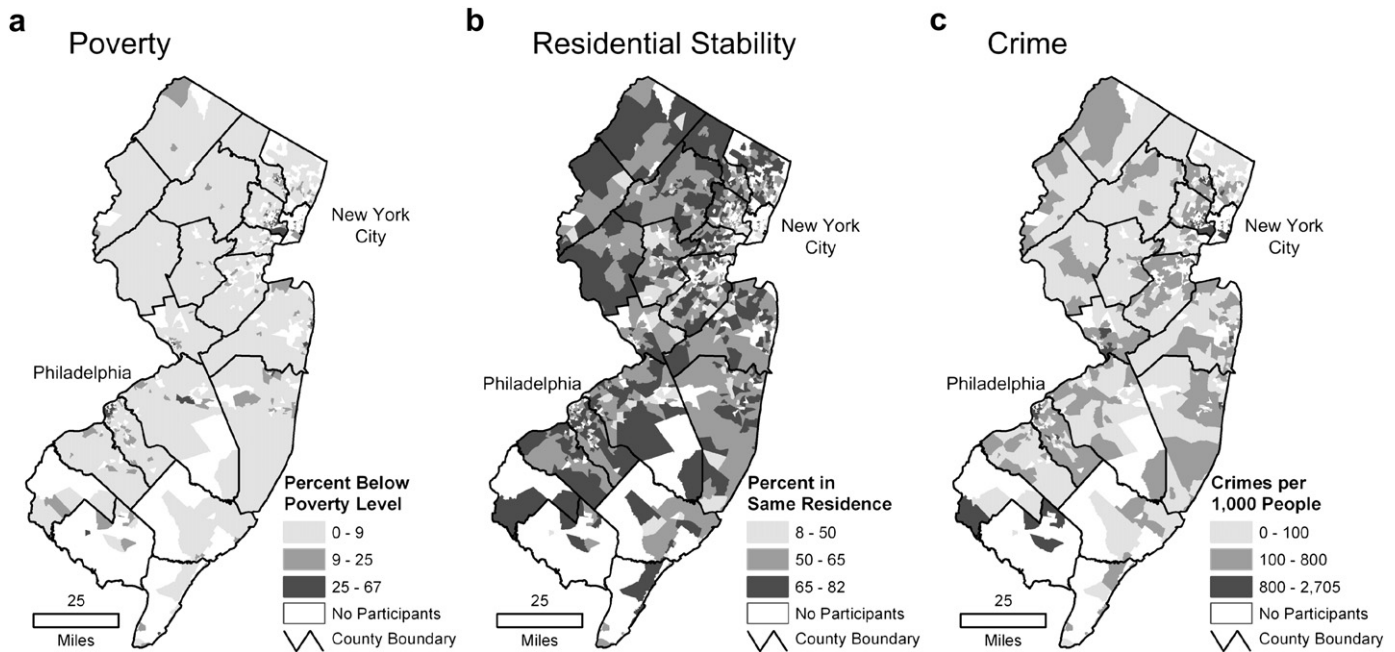 a
Poverty
New York
City
Philadelphia
Percent Below
Poverty Level
0 - 9
9 - 25
25 - 67
No Participants
County Boundary
25
Miles
b
Residential Stability
New York
City
Philadelphia
Percent in
Same Residence
8 - 50
50 - 65
65 - 82
No Participants
County Boundary
25
Miles
c
Crime
New York
City
Philadelphia
Crimes per
1,000 People
0 - 100
100 - 800
800 - 2,705
No Participants
County Boundary
25
Miles